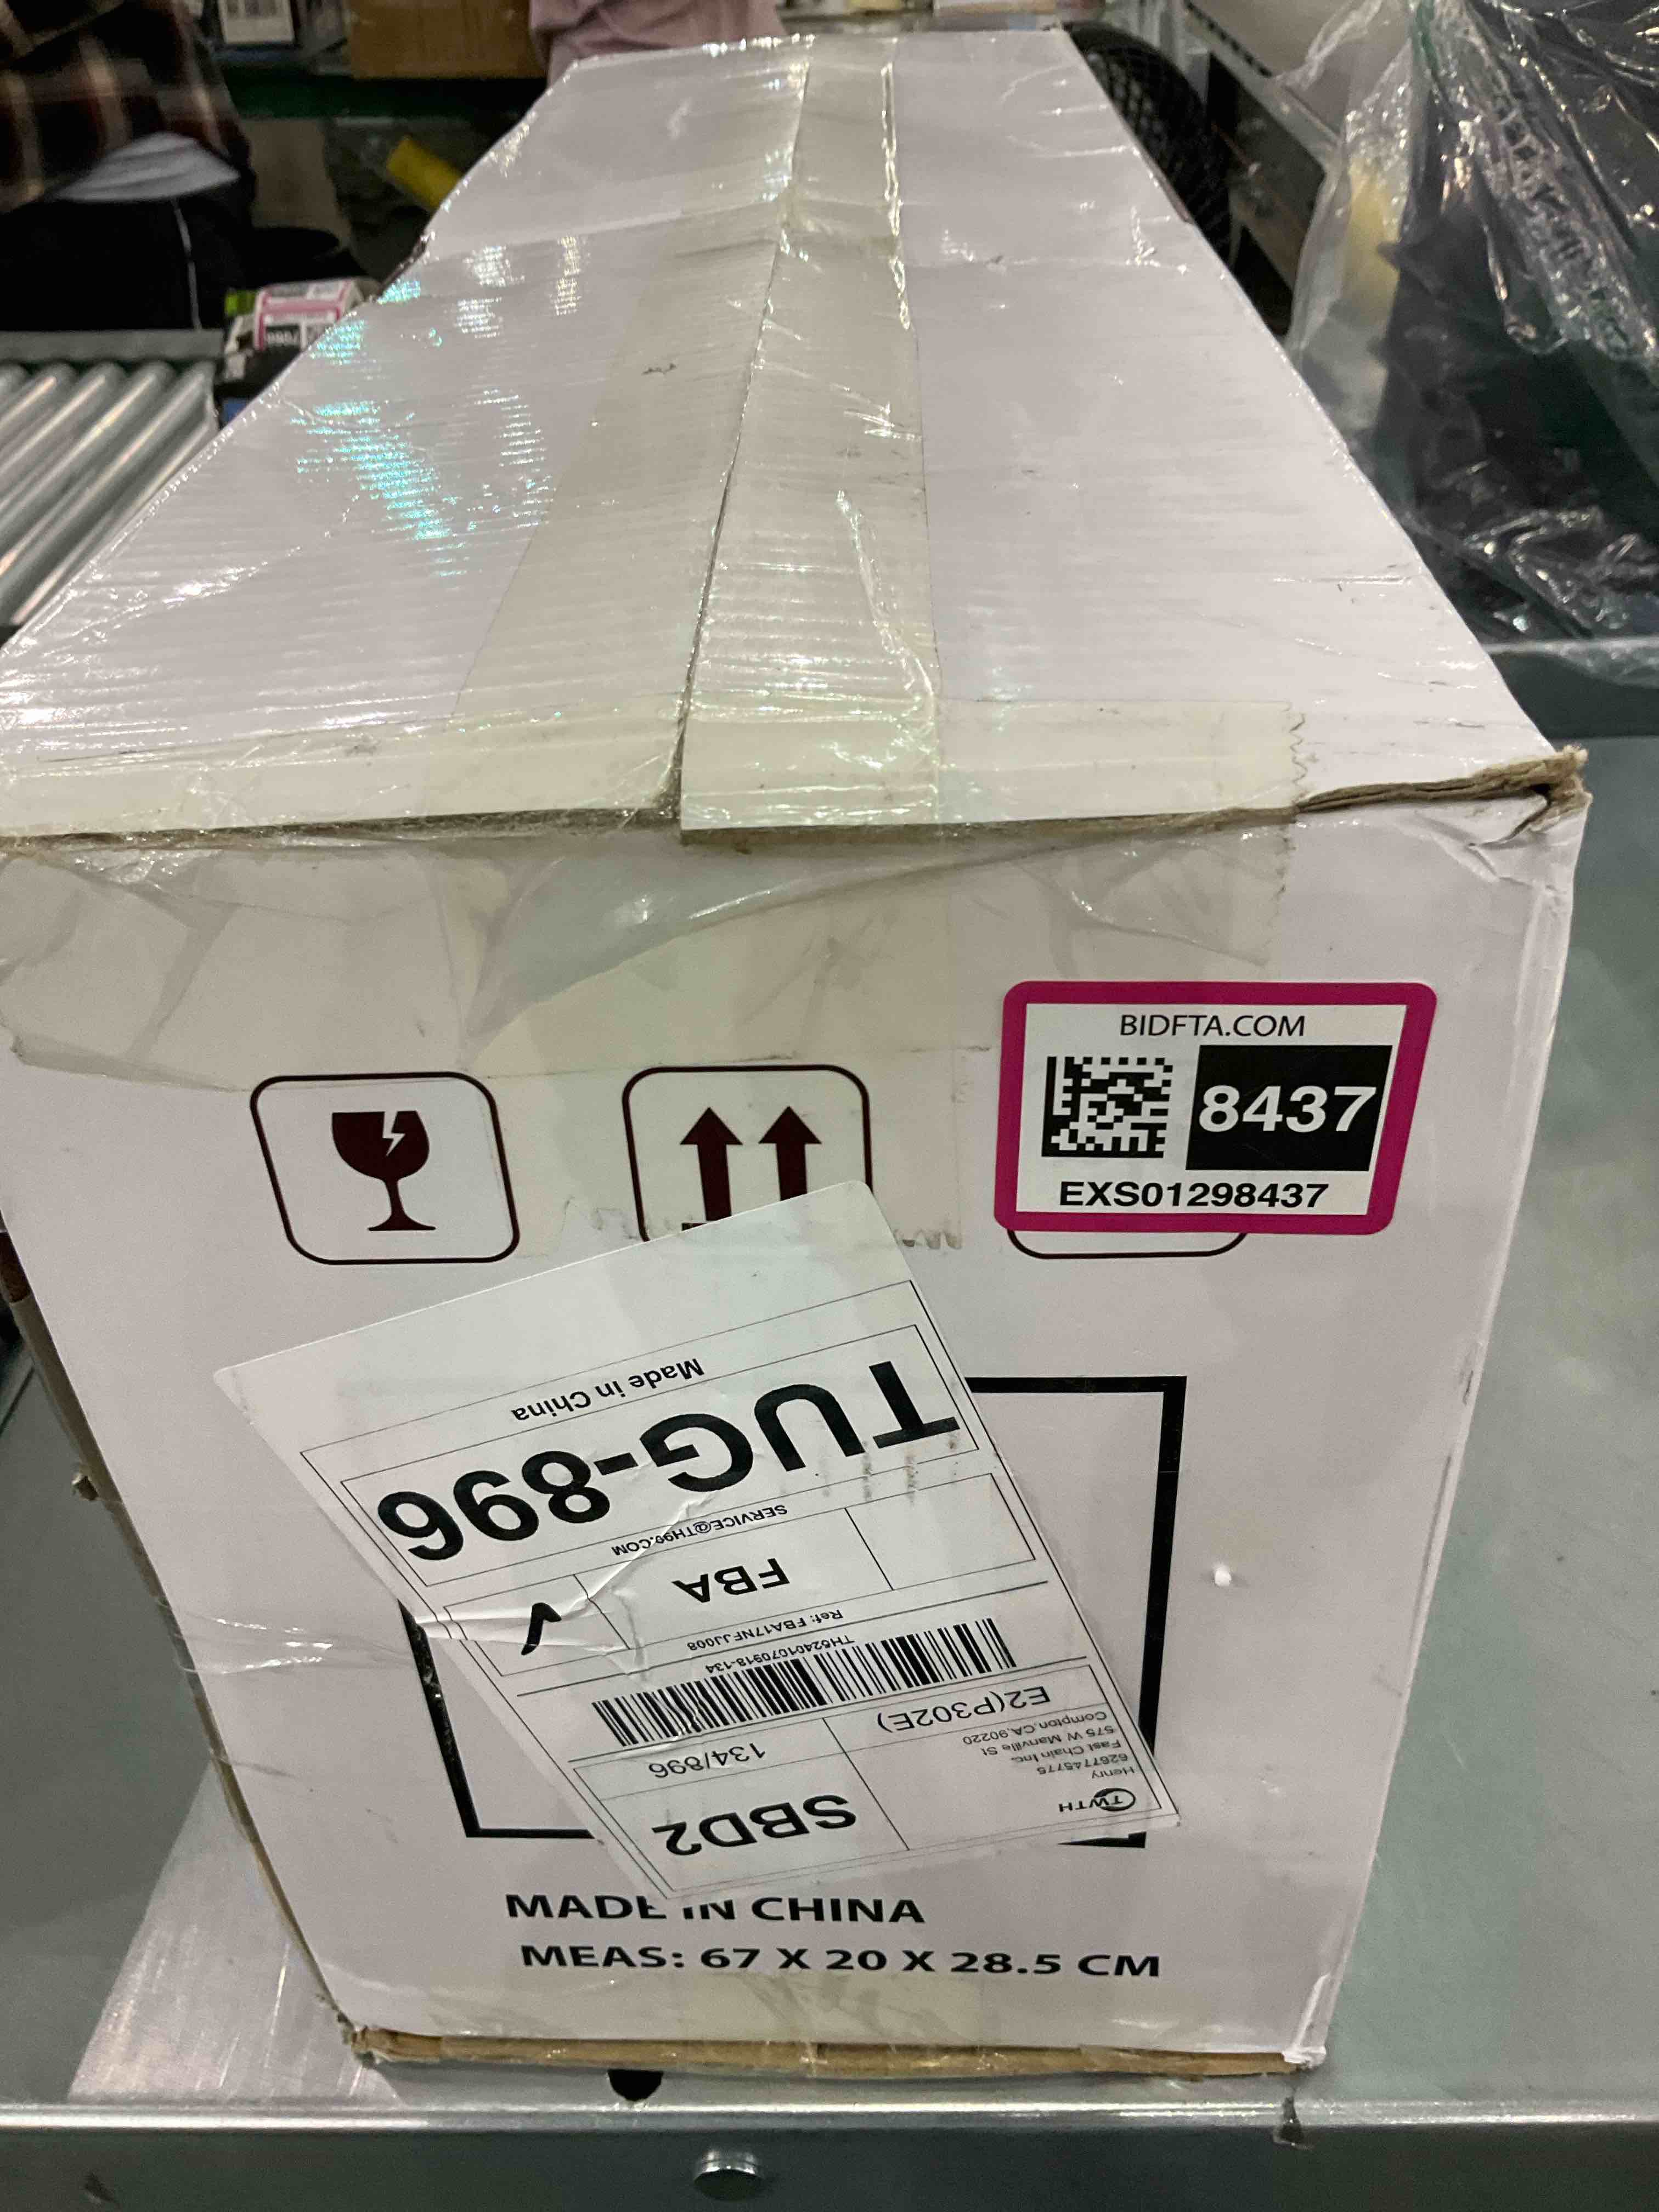 BIDFTA.COM
8437
EXS01298437
TWTH
Henry
6267745775
Fast Chain Inc.
575 W Manville St
Compton,CA,90220
SBD2
E2(P302E)
134/896
TH52401070918-134
Ref: FBA17NFJJ008
FBA
SERVICE@TH99.COM
TUG-896
Made in China
MADE IN CHINA
MEAS: 67 X 20 X 28.5 CM